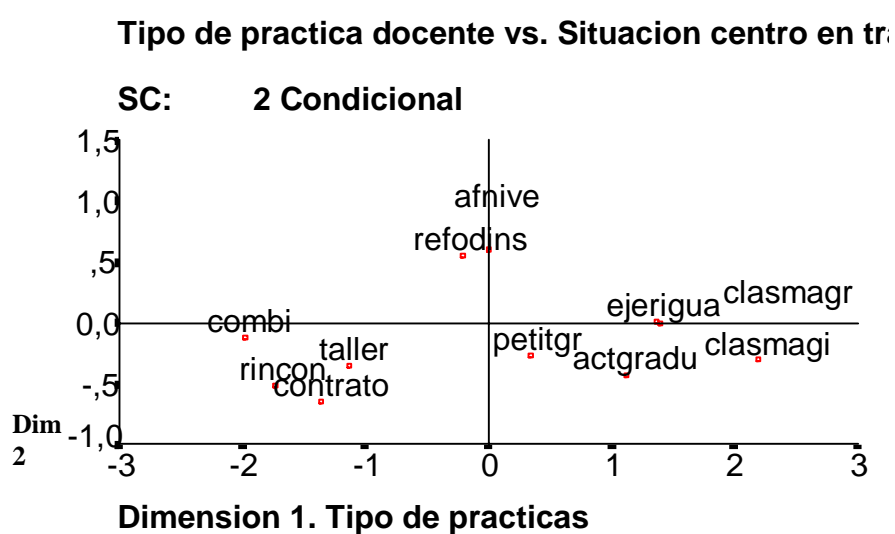 Tipo de practica docente vs. Situacion centro en tra
SC: 2 Condicional
1,5
1,0
afnive
refodins
,5
clasmagr
ejerigua
0,0
combi
petitgr
clasmagi
taller
actgradu
rincon
-,5
contrato
Dim
2
-1,0
-3 -2 -1 0 1 2 3
Dimension 1. Tipo de practicas